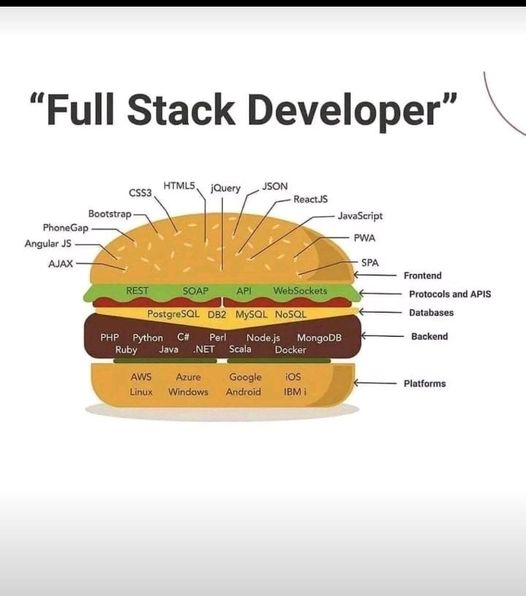 “Full Stack Developer”
HTML5
jQuery
JSON
CSS3
ReactJS
Bootstrap
JavaScript
PhoneGap
PWA
Angular JS
AJAX
SPA
Frontend
REST SOAP API WebSockets
Protocols and APIS
PostgreSQL DB2 MySQL NoSQL
Databases
PHP Python C# Perl Node.js MongoDB
Backend
Ruby Java .NET Scala Docker
AWS Azure Google iOS
Platforms
Linux Windows Android IBM i